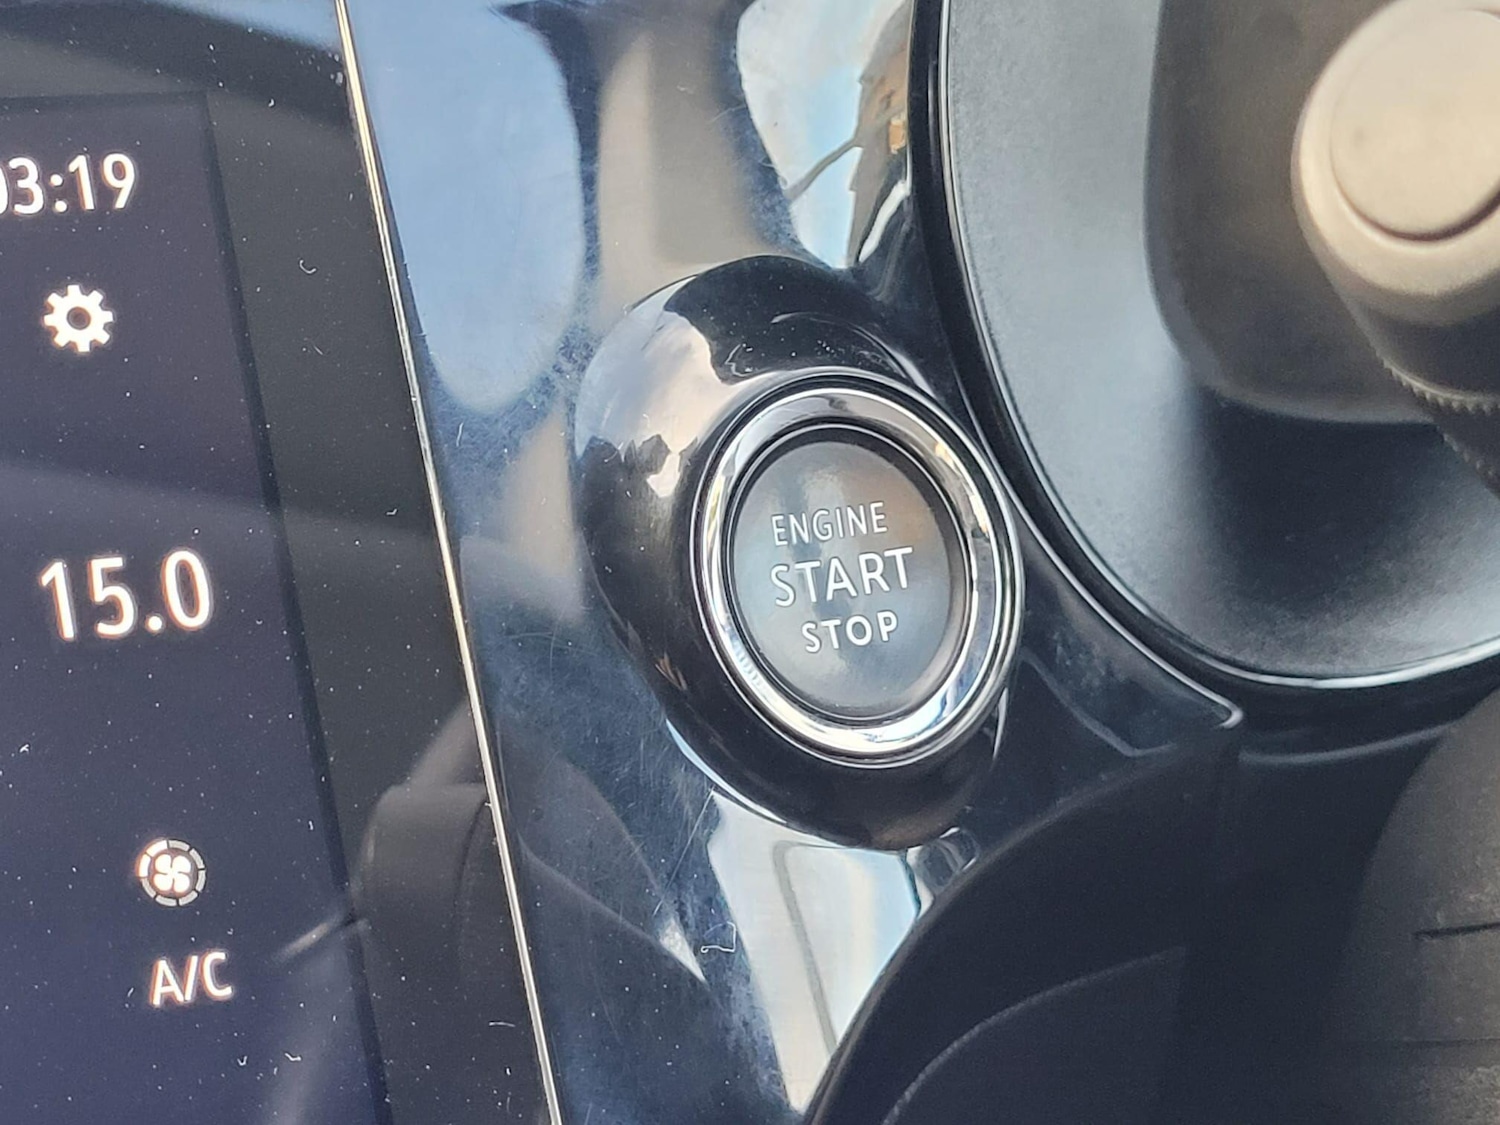 03:19
15.0
A/C
ENGINE
START
STOP